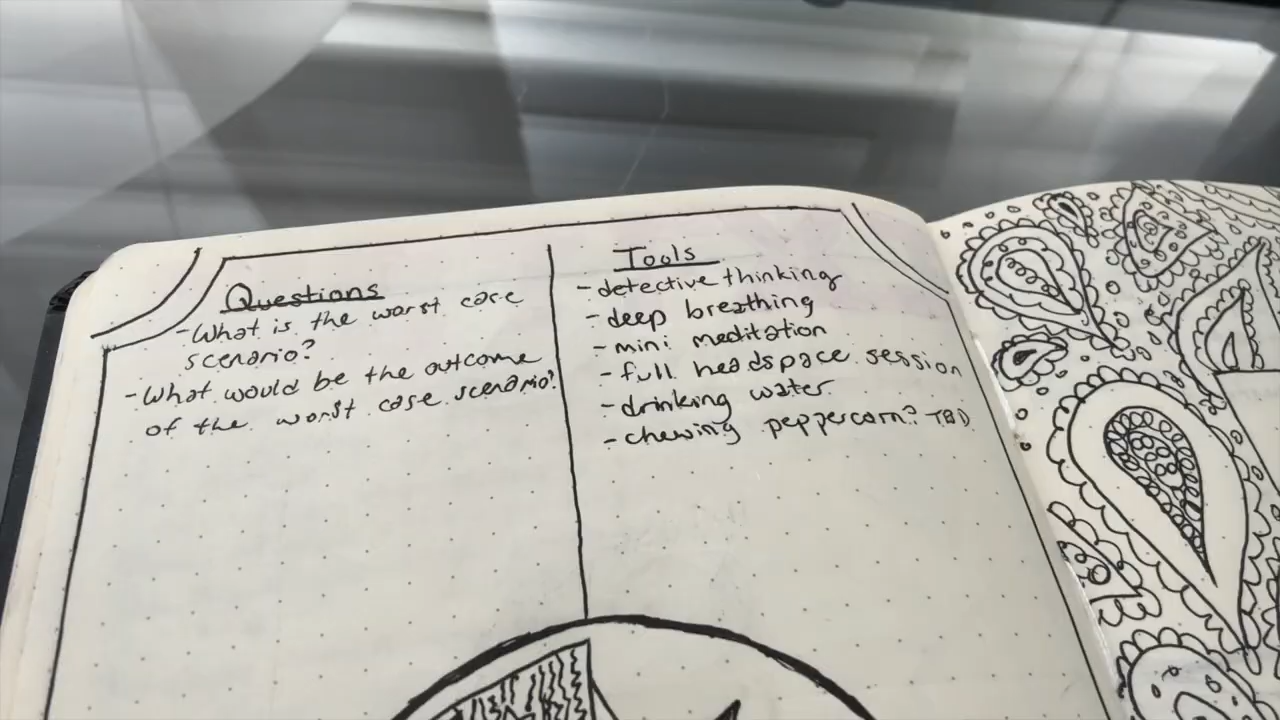 Questions
- What is the worst case
scenario?
- What would be the outcome
of the worst case scenario?
Tools
- detective thinking
- deep breathing
- mini meditation
- full headspace session
- drinking water
- chewing peppercorn? TBD